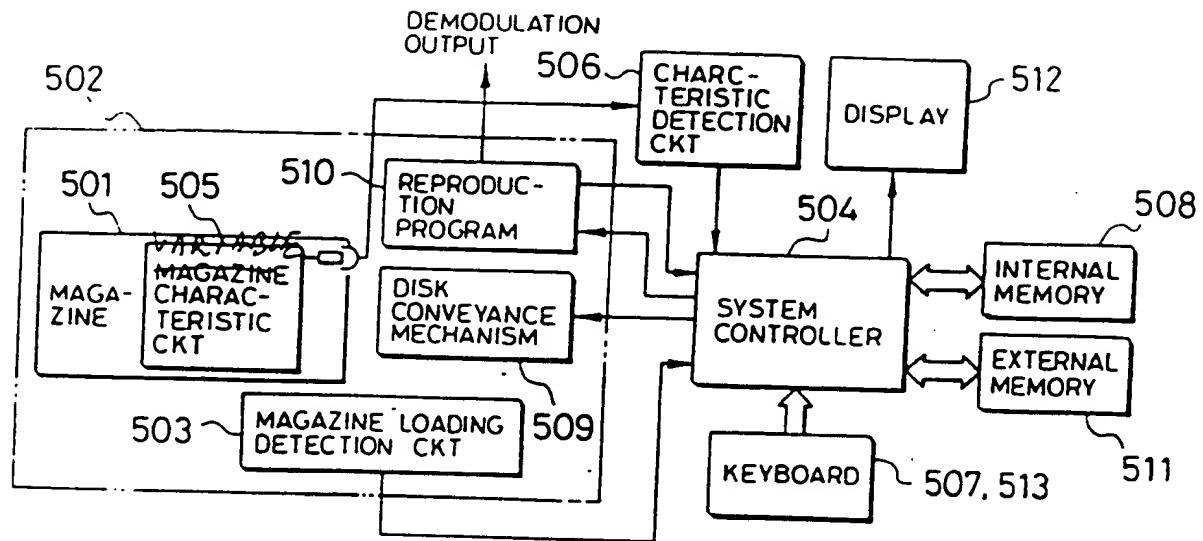 DEMODULATION
OUTPUT
502
506
CHARC-
TERISTIC
DETECTION
CKT
DISPLAY
512
501
505
510
REPRODUC-
TION
PROGRAM
504
508
VARIABLE
MAGAZINE
CHARAC-
TERISTIC
CKT
MAGA-
ZINE
DISK
CONVEYANCE
MECHANISM
SYSTEM
CONTROLLER
INTERNAL
MEMORY
EXTERNAL
MEMORY
503
MAGAZINE LOADING
DETECTION CKT
509
KEYBOARD
507, 513
511